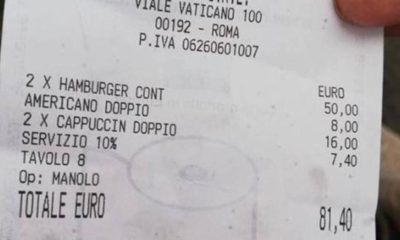 VIALE VATICANO 100
00192 - ROMA
P.IVA 06260601007
EURO
2 X HAMBURGER CONT 50,00
AMERICANO DOPPIO 8,00
2 X CAPPUCCIN DOPPIO 16,00
SERVIZIO 10% 7,40
TAVOLO 8
Op: MANOLO
TOTALE EURO 81,40